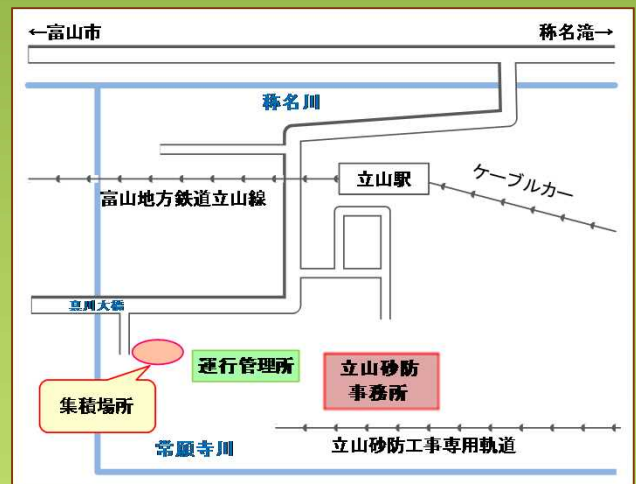 ←富山市
称名滝→
称名川
立山駅
ケーブルカー
富山地方鉄道立山線
真川大橋
運行管理所
立山砂防
事務所
集積場所
常願寺川
立山砂防工事専用軌道